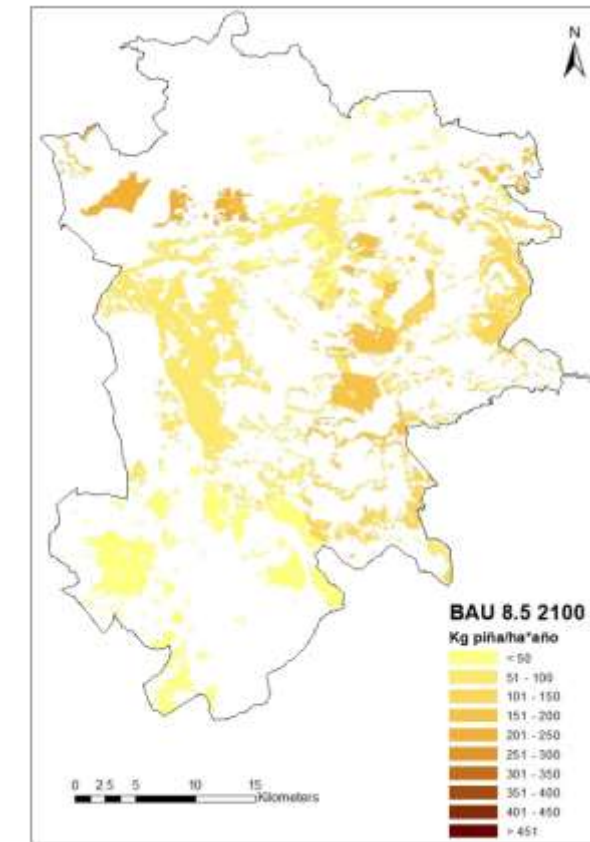 N
BAU 8.5 2100
Kg piña/ha*año
< 50
51 - 100
101 - 150
151 - 200
201 - 250
251 - 300
301 - 350
351 - 400
401 - 450
> 451
0 2.5 5 10 15
Kilometers